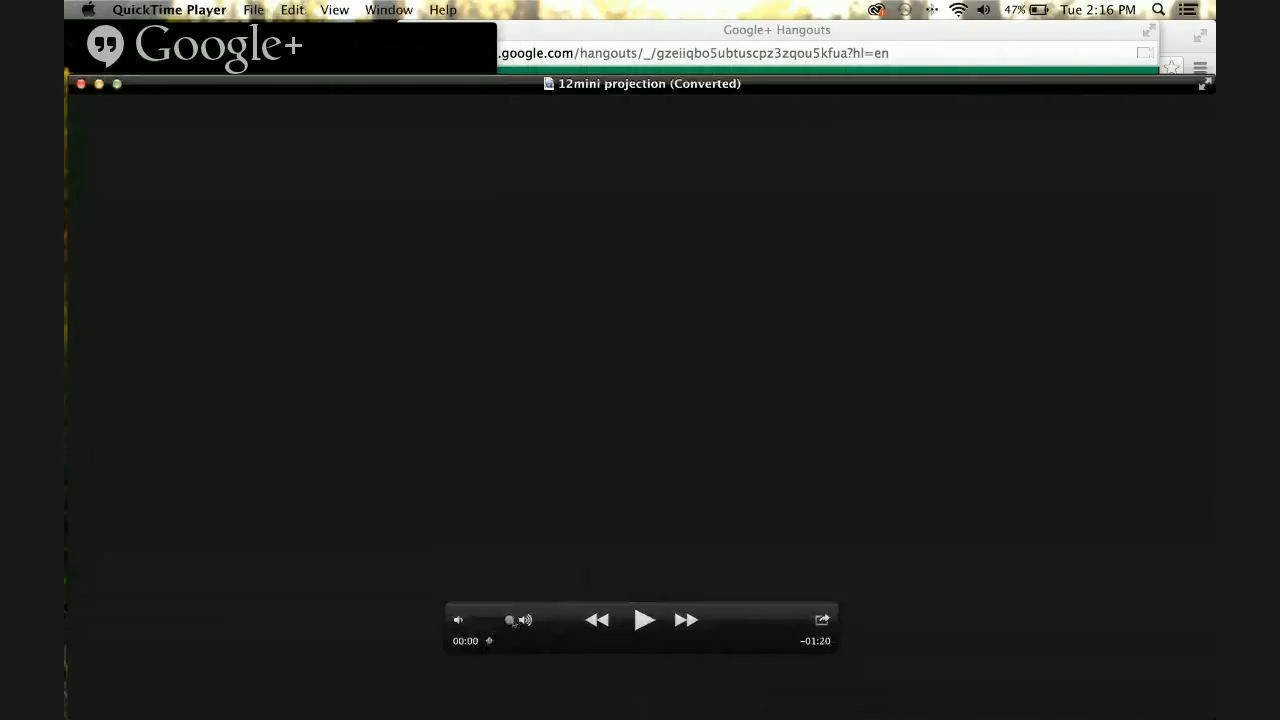 QuickTime Player File Edit View Window Help 47% Tue 2:16 PM
Google+ Hangouts
Google+
.google.com/hangouts/_/gzeiiqbo5ubtuscpz3zqou5kfua?hl=en
12mini projection (Converted)
00:00 -01:20